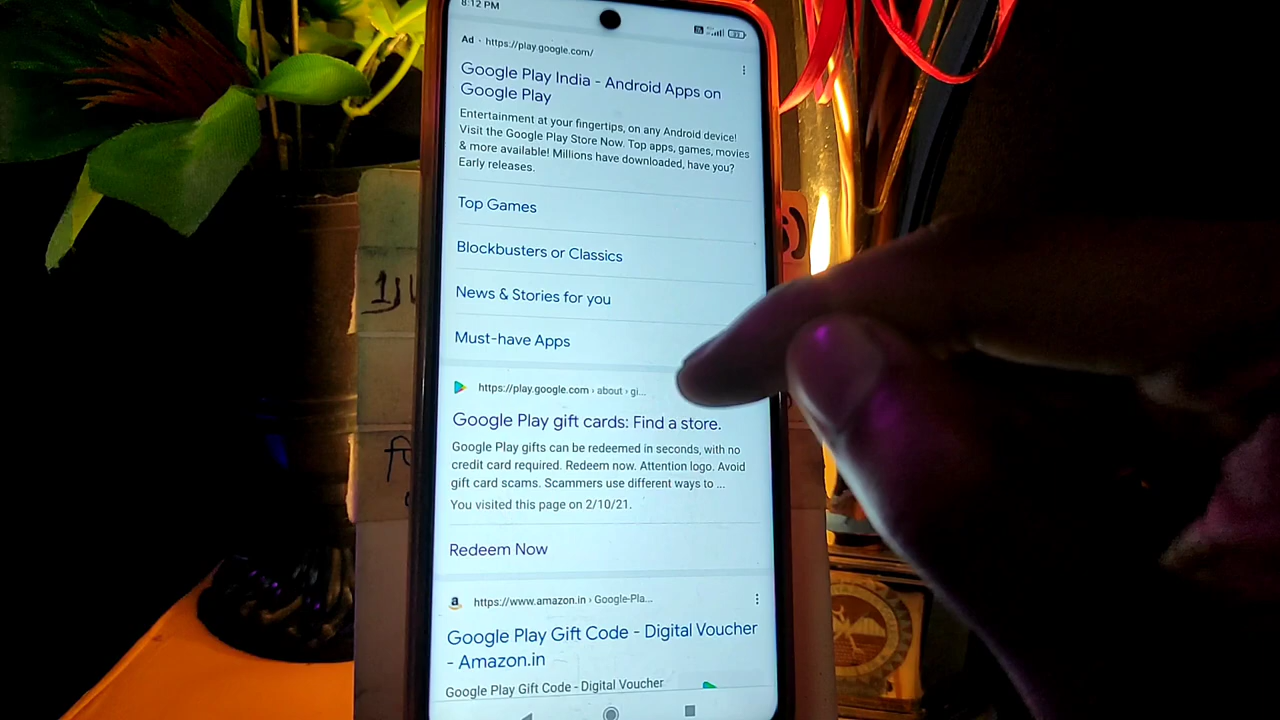 8:12 PM
Ad · https://play.google.com/
Google Play India - Android Apps on
Google Play
Entertainment at your fingertips, on any Android device!
Visit the Google Play Store Now. Top apps, games, movies
& more available! Millions have downloaded, have you?
Early releases.
Top Games
Blockbusters or Classics
News & Stories for you
Must-have Apps
https://play.google.com › about › gi...
Google Play gift cards: Find a store.
Google Play gifts can be redeemed in seconds, with no
credit card required. Redeem now. Attention logo. Avoid
gift card scams. Scammers use different ways to ...
You visited this page on 2/10/21.
Redeem Now
https://www.amazon.in › Google-Pla...
Google Play Gift Code - Digital Voucher
- Amazon.in
Google Play Gift Code - Digital Voucher